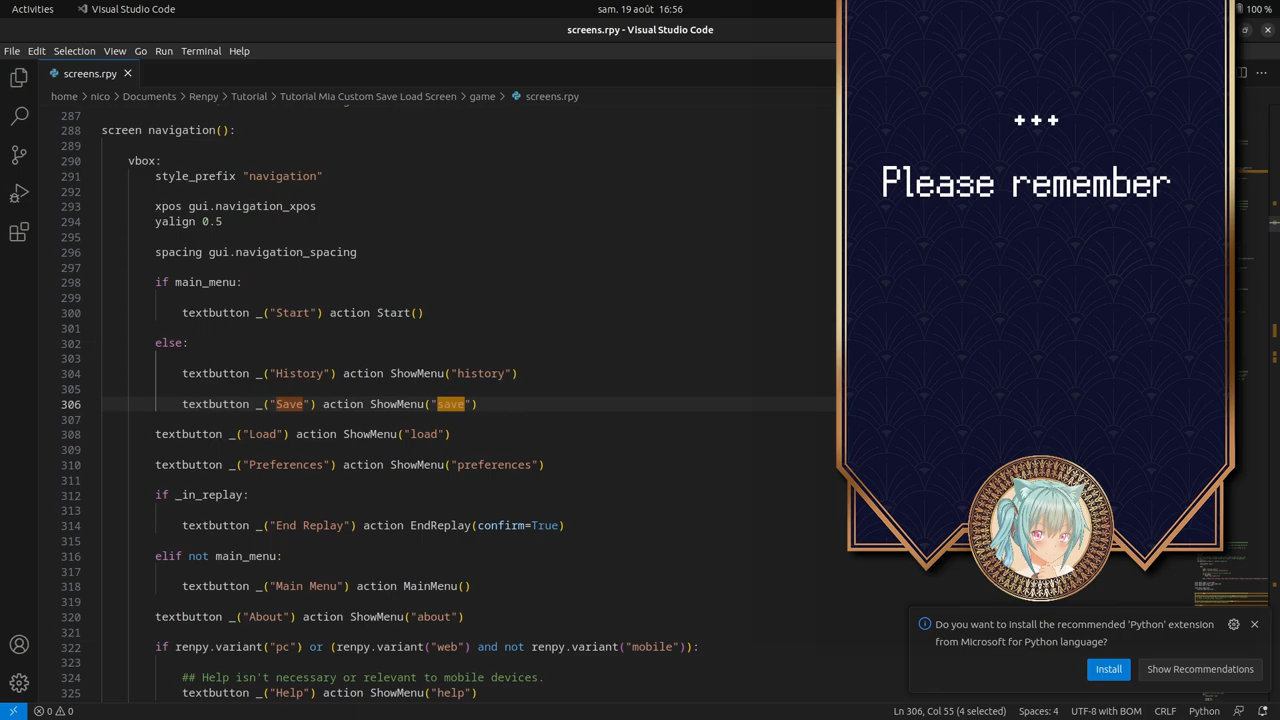 Activities
Visual Studio Code
sam. 19 août 16:56
100 %
screens.rpy - Visual Studio Code
File Edit Selection View Go Run Terminal Help
screens.rpy
home > nico > Documents > Renpy > Tutorial > Tutorial Mia Custom Save Load Screen > game > screens.rpy
287
288 screen navigation():
289
290 vbox:
291 style_prefix "navigation"
292
293 xpos gui.navigation_xpos
294 yalign 0.5
295
296 spacing gui.navigation_spacing
297
298 if main_menu:
299
300 textbutton _("Start") action Start()
301
302 else:
303
304 textbutton _("History") action ShowMenu("history")
305
306 textbutton _("Save") action ShowMenu("save")
307
308 textbutton _("Load") action ShowMenu("load")
309
310 textbutton _("Preferences") action ShowMenu("preferences")
311
312 if _in_replay:
313
314 textbutton _("End Replay") action EndReplay(confirm=True)
315
316 elif not main_menu:
317
318 textbutton _("Main Menu") action MainMenu()
319
320 textbutton _("About") action ShowMenu("about")
321
322 if renpy.variant("pc") or (renpy.variant("web") and not renpy.variant("mobile")):
323
324 ## Help isn't necessary or relevant to mobile devices.
325 textbutton _("Help") action ShowMenu("help")
+++
Please remember
Do you want to install the recommended 'Python' extension
from Microsoft for Python language?
Install
Show Recommendations
0 0
Ln 306, Col 55 (4 selected)
Spaces: 4
UTF-8 with BOM
CRLF
Python